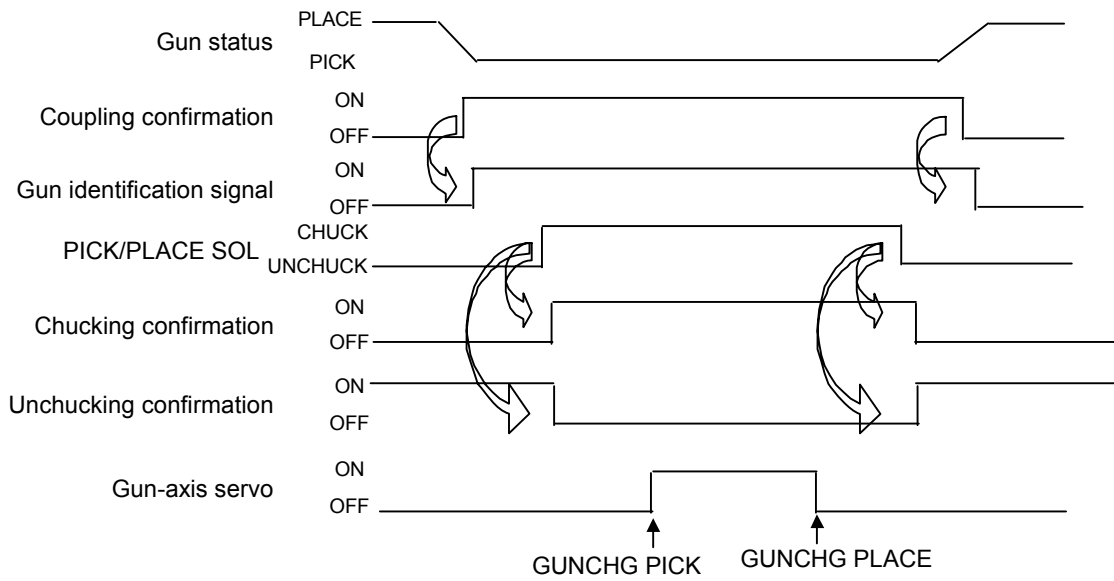 PLACE
Gun status
PICK
ON
Coupling confirmation
OFF
ON
Gun identification signal
OFF
CHUCK
PICK/PLACE SOL
UNCHUCK
ON
Chucking confirmation
OFF
ON
Unchucking confirmation
OFF
ON
Gun-axis servo
OFF
GUNCHG PICK
GUNCHG PLACE